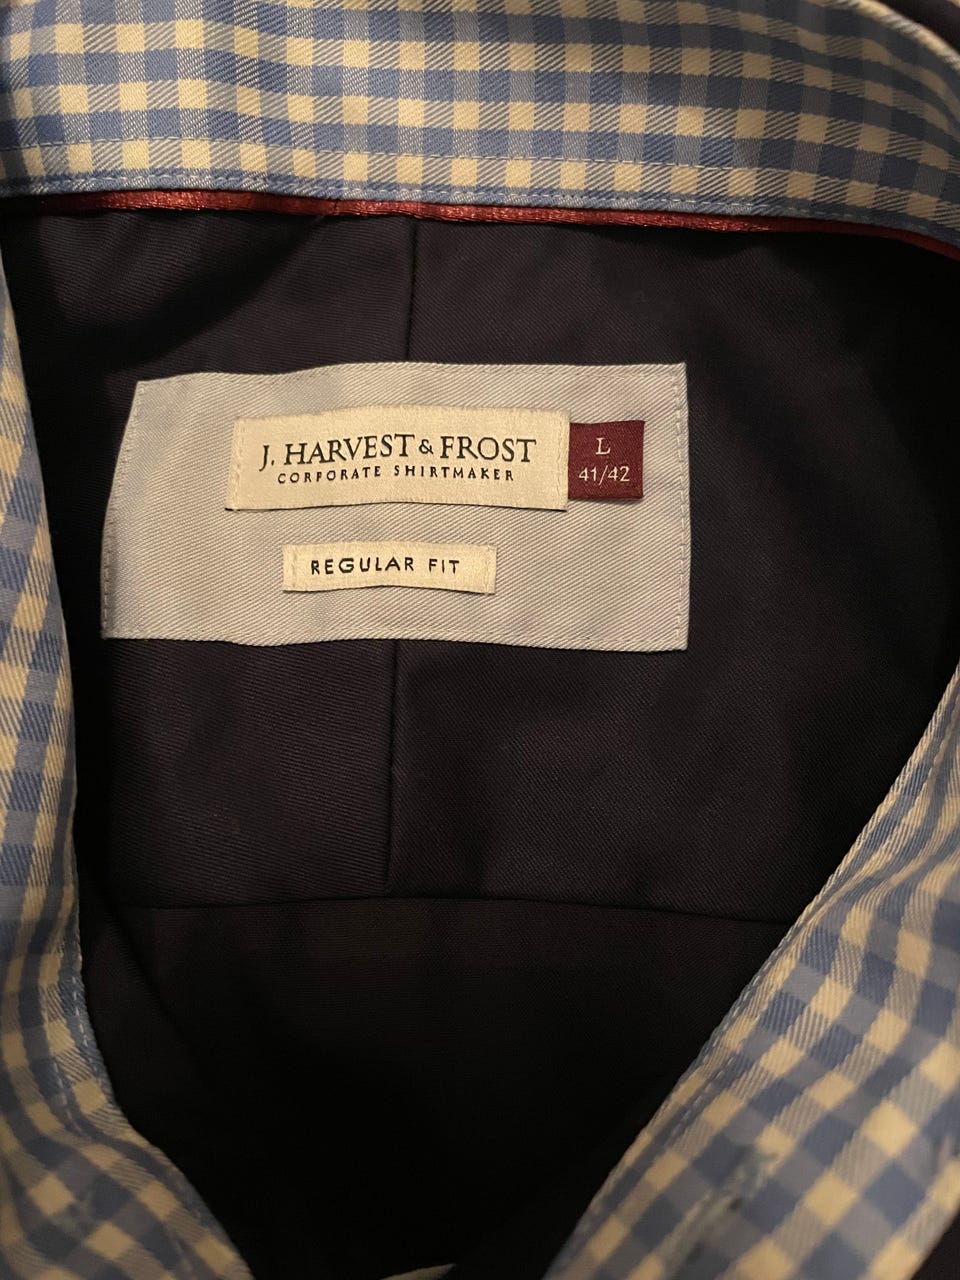 J. HARVEST & FROST
CORPORATE SHIRTMAKER
L
41/42
REGULAR FIT